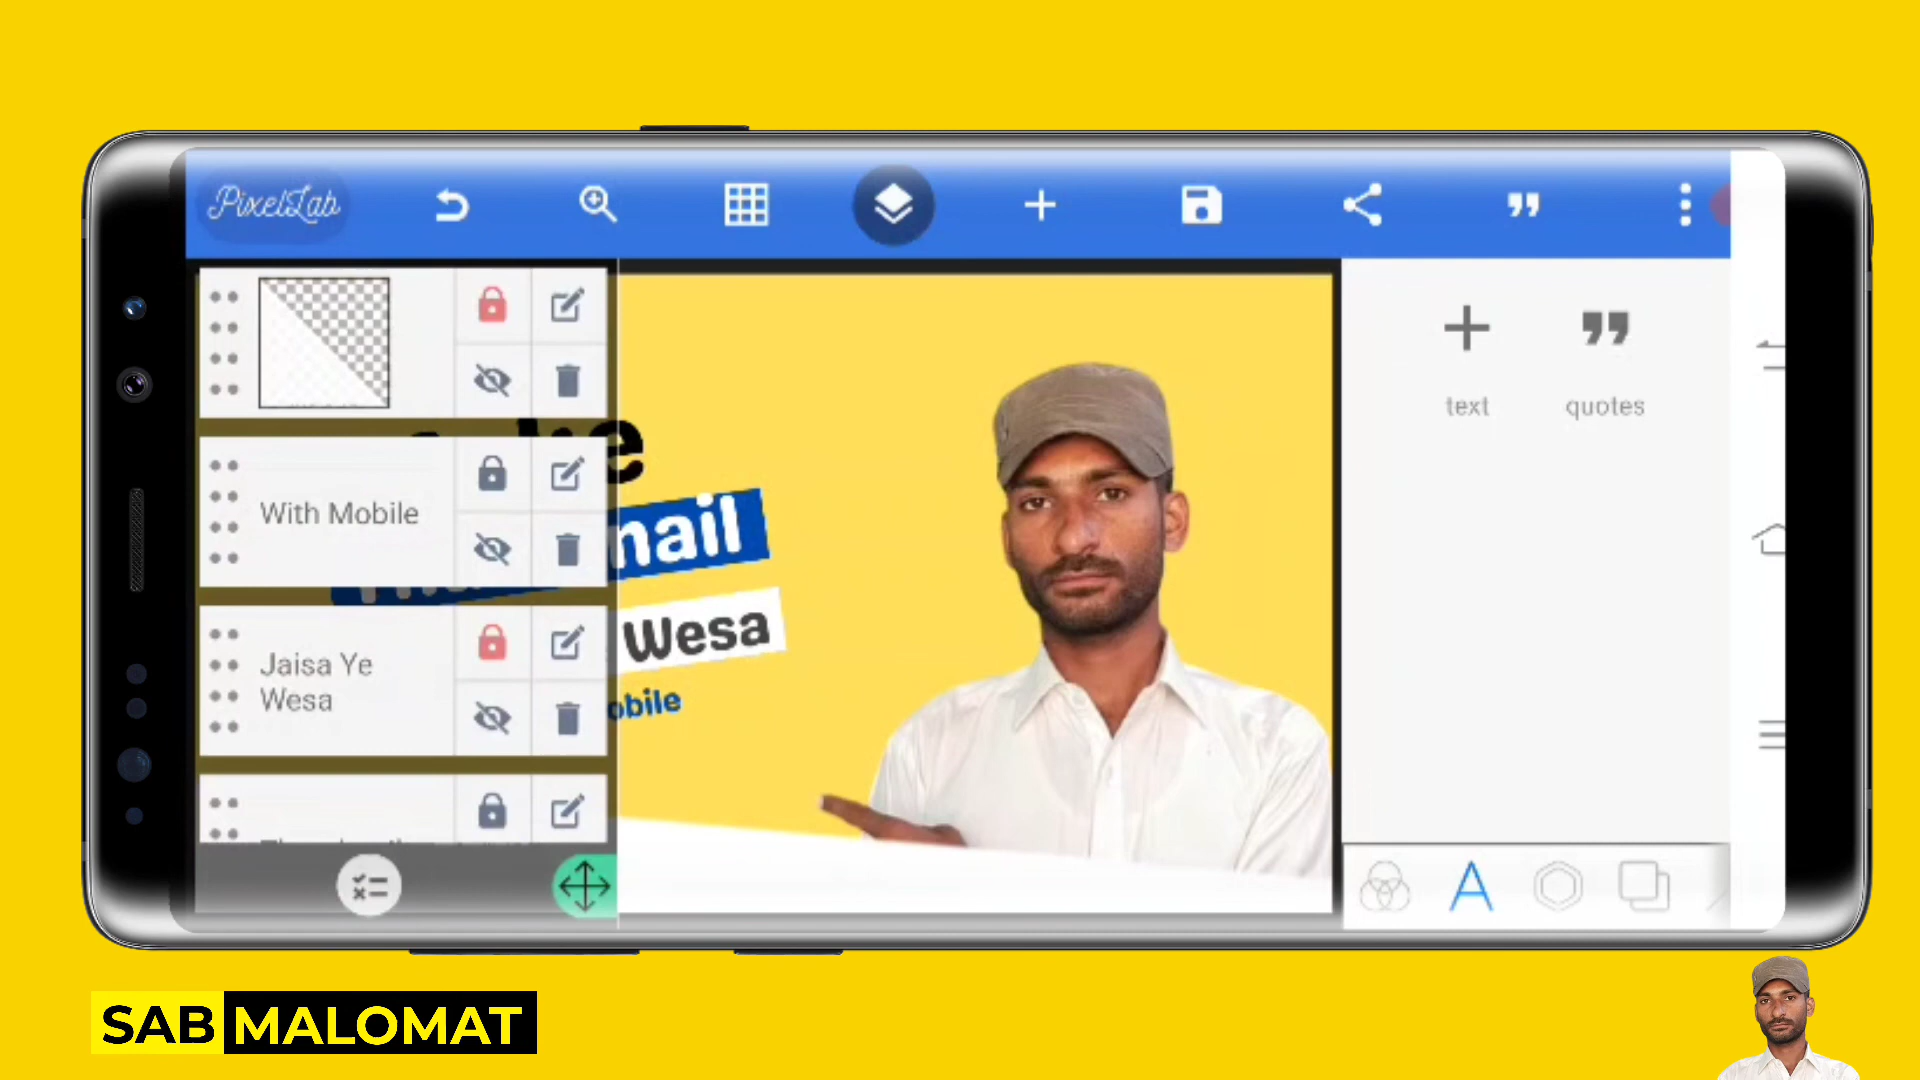 PixelLab
With Mobile
Jaisa Ye
Wesa
nail
Wesa
obile
text
quotes
SAB MALOMAT